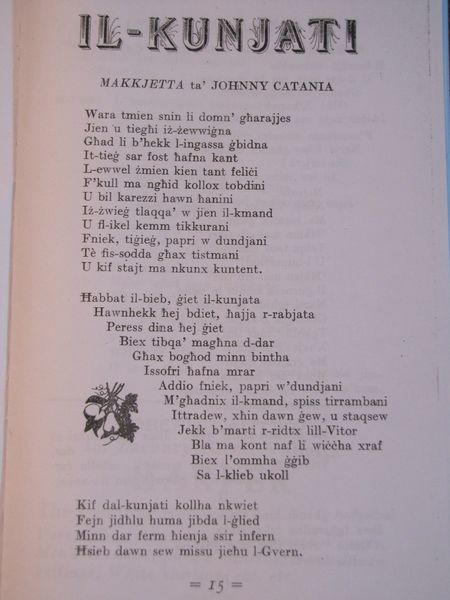 IL-KUNJATI
MAKKJETTA ta' JOHNNY CATANIA
Wara tmien snin li domn' għarajjes
Jien 'u tiegħi iż-żewwiġna
Għad li b'hekk l-ingassa ġbidna
It-tieġ sar fost ħafna kant
L-ewwel żmien kien tant feliċi
F'kull ma ngħid kollox tobdini
U bil karezzi hawn ħanini
Iż-żwieġ tlaqqa' w jien il-kmand
U fl-ikel kemm tikkurani
Fniek, tiġieġ, papri w dundjani
Tè fis-sodda għax tistmani
U kif stajt ma nkunx kuntent.
Ħabbat il-bieb, ġiet il-kunjata
Hawnhekk ħej bdiet, ħajja r-rabjata
Peress dina ħej ġiet
Biex tibqa' magħna d-dar
Għax bogħod minn bintha
Issofri ħafna mrar
Addio fniek, papri w'dundjani
M'għadnix il-kmand, spiss tirrambani
Ittradew, xħin dawn ġew, u staqsew
Jekk b'marti r-ridtx lill-Vitor
Bla ma kont naf li wiċċha xraf
Biex l'ommha ġġib
Sa l-klieb ukoll
Kif dal-kunjati kollha nkwiet
Fejn jidħlu huma jibda l-ġlied
Minn dar ferm hienja ssir infern
Ħsieb dawn sew missu jieħu l-Gvern.
= 15 =